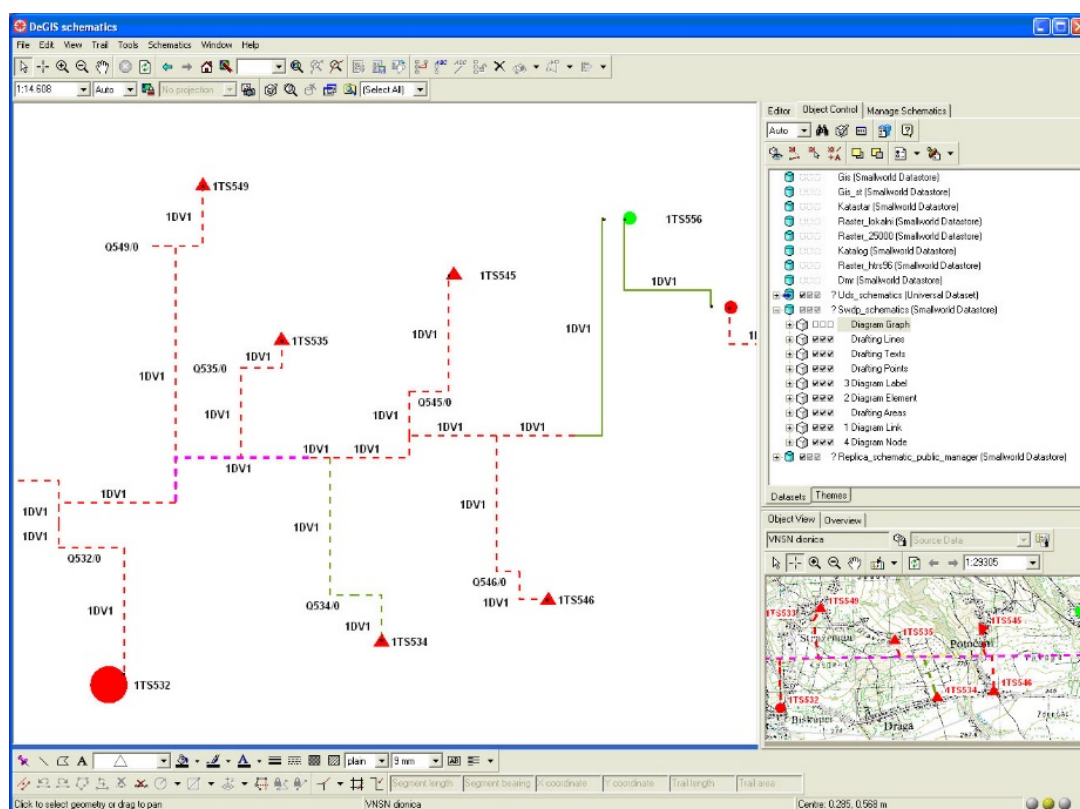 DeGIS schematics
File Edit View Trail Tools Schematics Window Help
1:14.608 Auto No projection (Select All)
1TS549
1DV1
Q549/0
1TS556
1TS545
1DV1
1DV1
1TS535
1DV1
Q535/0
1DV1
Q545/0
1DV1
1DV1
1DV1
1DV1 1DV1
1DV1 1DV1
1DV1
1DV1
1DV1
1DV1
1DV1
Q532/0
1DV1
Q546/0
1DV1
1TS546
Q534/0
1DV1
1TS534
1TS532
Editor Object Control Manage Schematics
Auto
Gis (Smallworld Datastore)
Gis_st (Smallworld Datastore)
Katastar (Smallworld Datastore)
Raster_lokalni (Smallworld Datastore)
Raster_25000 (Smallworld Datastore)
Katalog (Smallworld Datastore)
Raster_htrs96 (Smallworld Datastore)
Dmr (Smallworld Datastore)
? Uds_schematics (Universal Dataset)
? Swdp_schematics (Smallworld Datastore)
Diagram Graph
Drafting Lines
Drafting Texts
Drafting Points
3 Diagram Label
2 Diagram Element
Drafting Areas
1 Diagram Link
4 Diagram Node
? Replica_schematic_public_manager (Smallworld Datastore)
Datasets Themes
Object View Overview
VNSN dionica Source Data
1:29305
1TS533 1TS549
1TS535
1TS545
Potočani
1TS532
1TS534
1TS546
Biskupci
Draga
A plain 9 mm AB
Segment length Segment bearing X coordinate Y coordinate Trail length Trail area
Click to select geometry or drag to pan VNSN dionica Centre: 0.285, 0.568 m